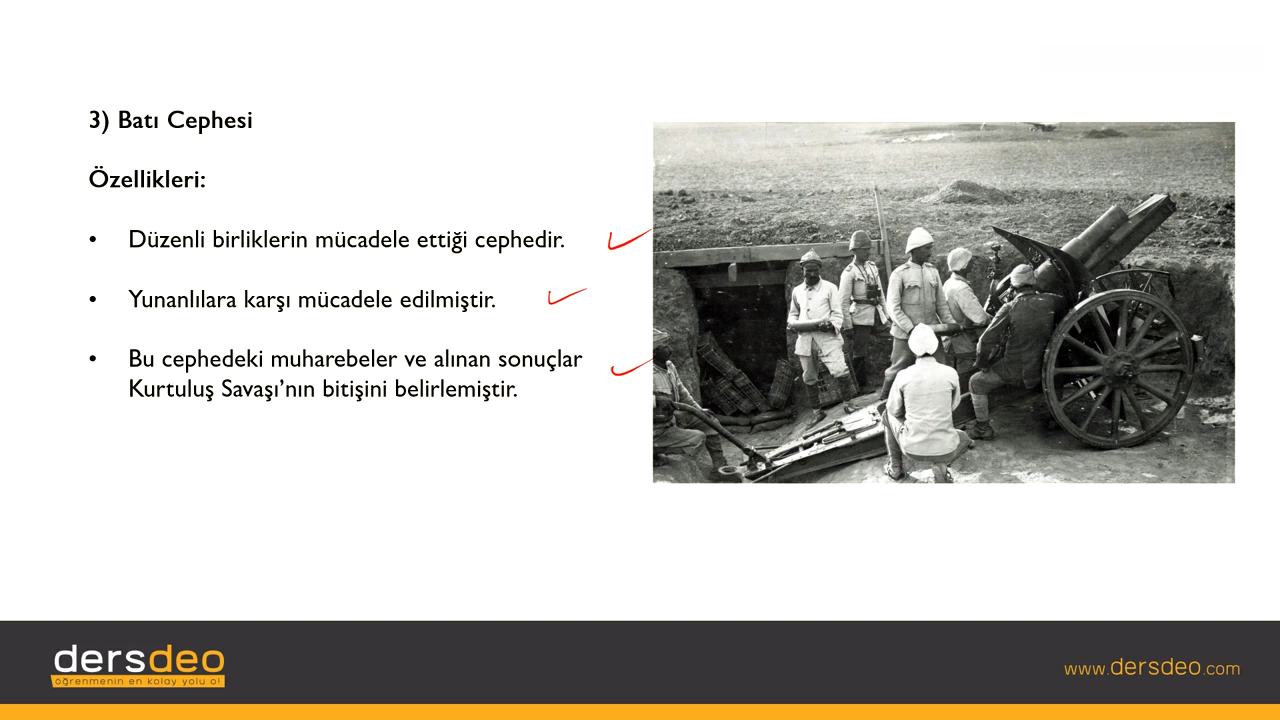 3) Batı Cephesi
Özellikleri:
• Düzenli birliklerin mücadele ettiği cephedir.
• Yunanlılara karşı mücadele edilmiştir.
• Bu cephedeki muharebeler ve alınan sonuçlar
Kurtuluş Savaşı’nın bitişini belirlemiştir.
dersdeo
öğrenmenin en kolay yolu o!
www.dersdeo.com